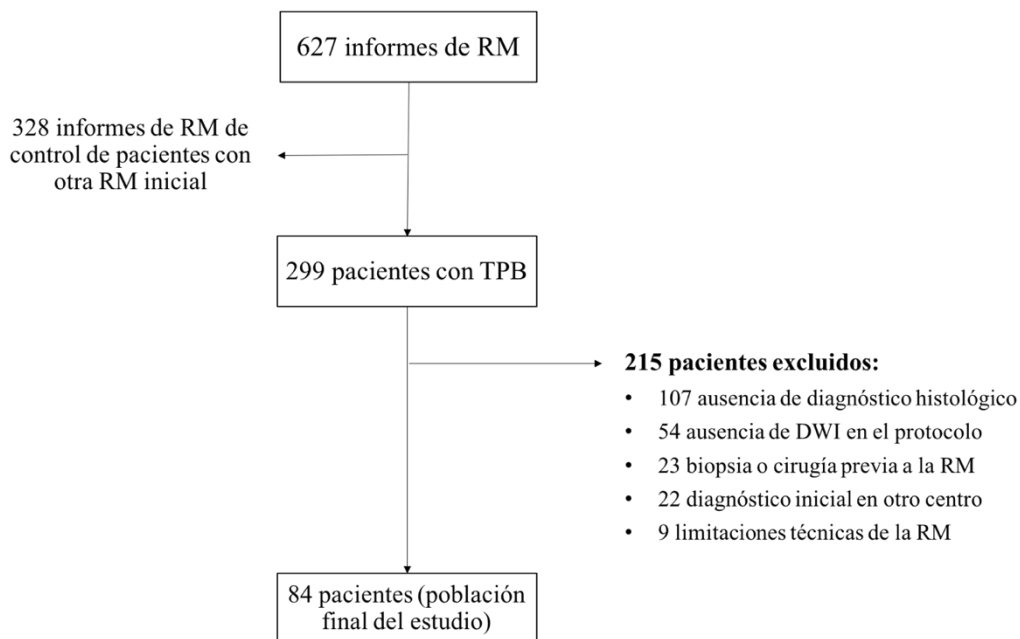 627 informes de RM
328 informes de RM de
control de pacientes con
otra RM inicial
299 pacientes con TPB
215 pacientes excluidos:
• 107 ausencia de diagnóstico histológico
• 54 ausencia de DWI en el protocolo
• 23 biopsia o cirugía previa a la RM
• 22 diagnóstico inicial en otro centro
• 9 limitaciones técnicas de la RM
84 pacientes (población
final del estudio)